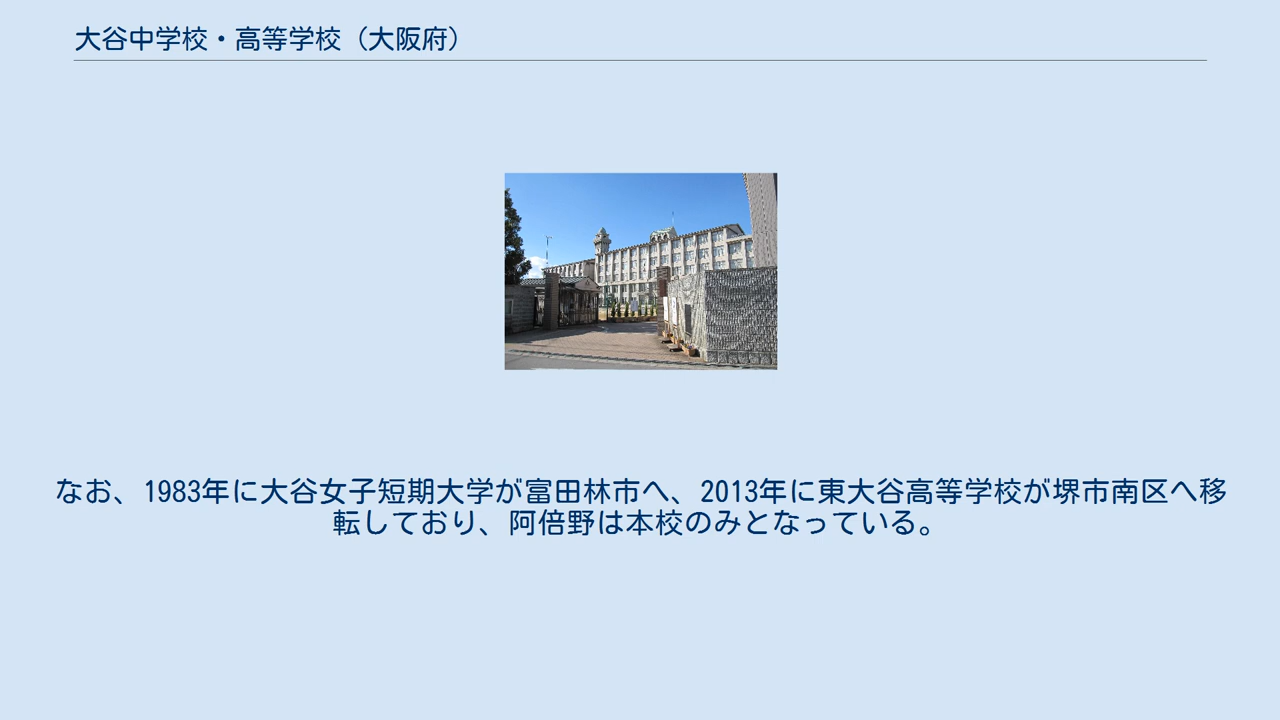 大谷中学校・高等学校（大阪府）
なお、1983年に大谷女子短期大学が富田林市へ、2013年に東大谷高等学校が堺市南区へ移
転しており、阿倍野は本校のみとなっている。